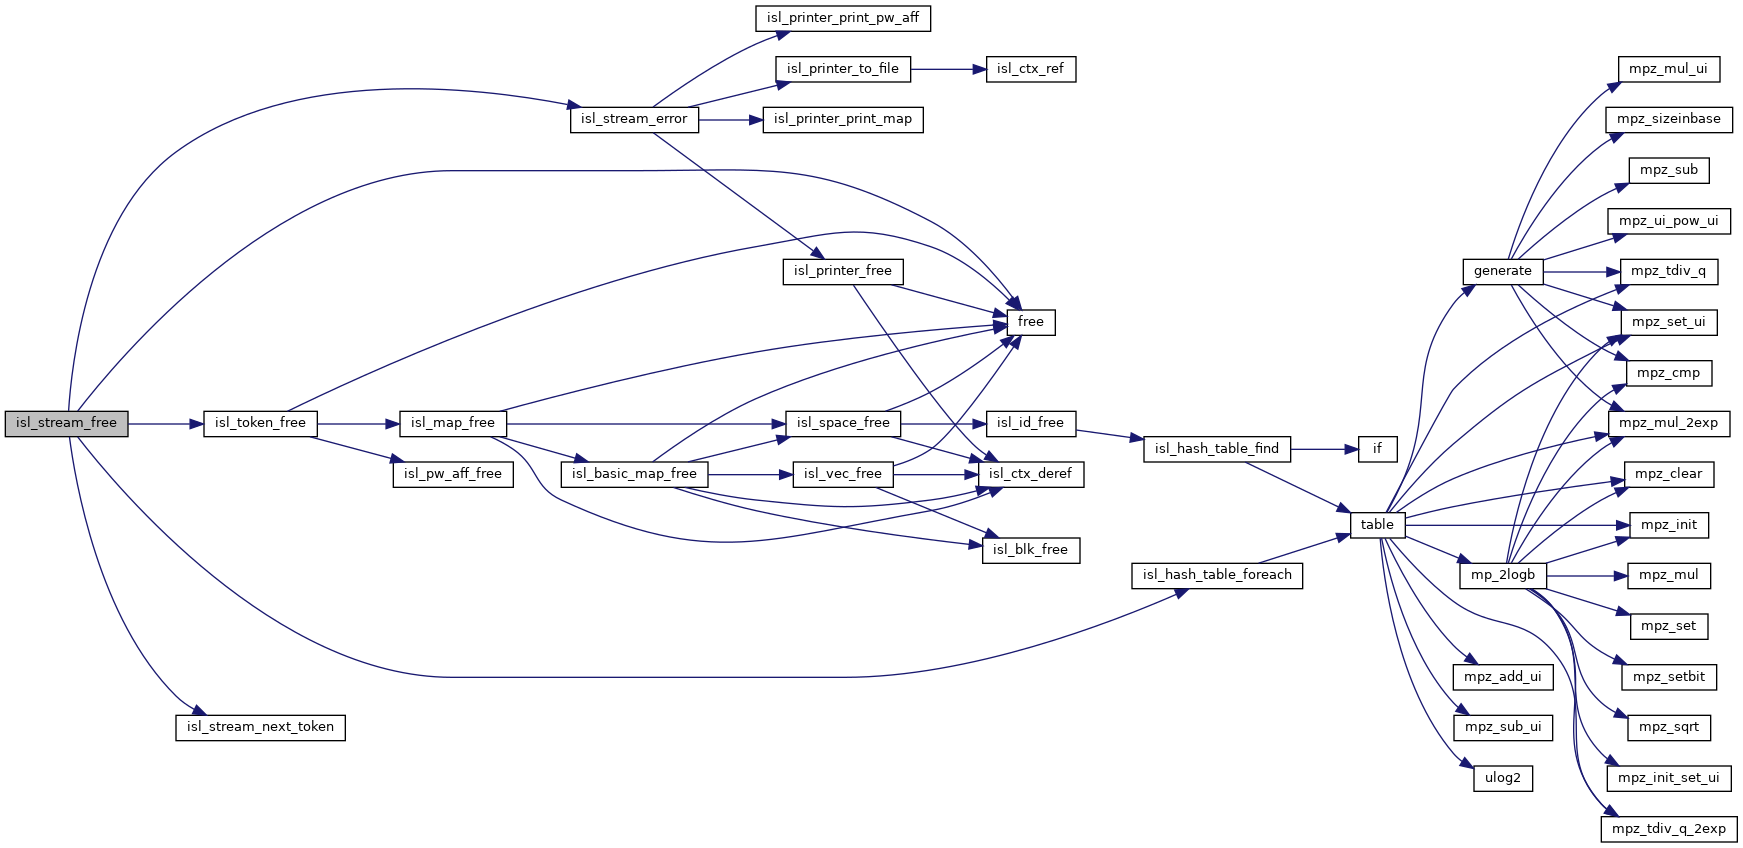 isl_printer_print_pw_aff
isl_printer_to_file
isl_ctx_ref
mpz_mul_ui
isl_stream_error
isl_printer_print_map
mpz_sizeinbase
mpz_sub
mpz_ui_pow_ui
isl_printer_free
generate
mpz_tdiv_q
free
mpz_set_ui
mpz_cmp
isl_stream_free
isl_token_free
isl_map_free
isl_space_free
isl_id_free
mpz_mul_2exp
isl_hash_table_find
if
isl_pw_aff_free
isl_basic_map_free
isl_vec_free
isl_ctx_deref
mpz_clear
table
mpz_init
isl_blk_free
isl_hash_table_foreach
mp_2logb
mpz_mul
mpz_set
mpz_add_ui
mpz_setbit
isl_stream_next_token
mpz_sub_ui
mpz_sqrt
ulog2
mpz_init_set_ui
mpz_tdiv_q_2exp